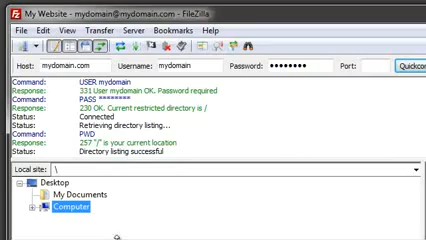 My Website - mydomain@mydomain.com - FileZilla
File Edit View Transfer Server Bookmarks Help
Host: mydomain.com Username: mydomain Password: ●●●●●●●● Port: Quickcon
Command: USER mydomain
Response: 331 User mydomain OK. Password required
Command: PASS ********
Response: 230 OK. Current restricted directory is /
Status: Connected
Status: Retrieving directory listing...
Command: PWD
Response: 257 "/" is your current location
Status: Directory listing successful
Local site: \
Desktop
My Documents
Computer